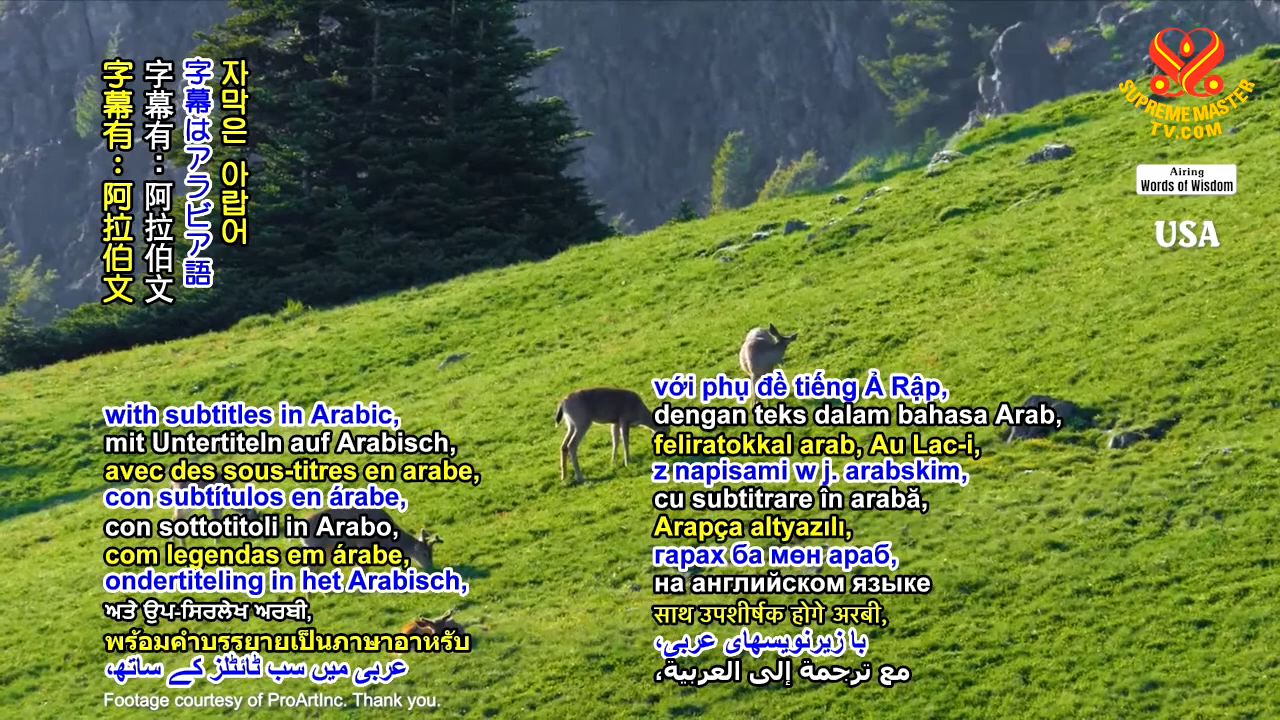 字幕有：阿拉伯文
字幕有：阿拉伯文
字幕はアラビア語
자막은 아랍어
SUPREME MASTER
TV.COM
Airing
Words of Wisdom
USA
with subtitles in Arabic,
mit Untertiteln auf Arabisch,
avec des sous-titres en arabe,
con subtítulos en árabe,
con sottotitoli in Arabo,
com legendas em árabe,
ondertiteling in het Arabisch,
ਅਤੇ ਉਪ-ਸਿਰਲੇਖ ਅਰਬੀ,
พร้อมคำบรรยายเป็นภาษาอาหรับ
عربی میں سب ٹائٹلز کے ساتھ،
với phụ đề tiếng Ả Rập,
dengan teks dalam bahasa Arab,
feliratokkal arab, Au Lac-i,
z napisami w j. arabskim,
cu subtitrare în arabă,
Arapça altyazılı,
гарах ба мөн араб,
на английском языке
साथ उपशीर्षक होगे अरबी,
با زیرنویسهای عربی،
مع ترجمة إلى العربية،
Footage courtesy of ProArtInc. Thank you.